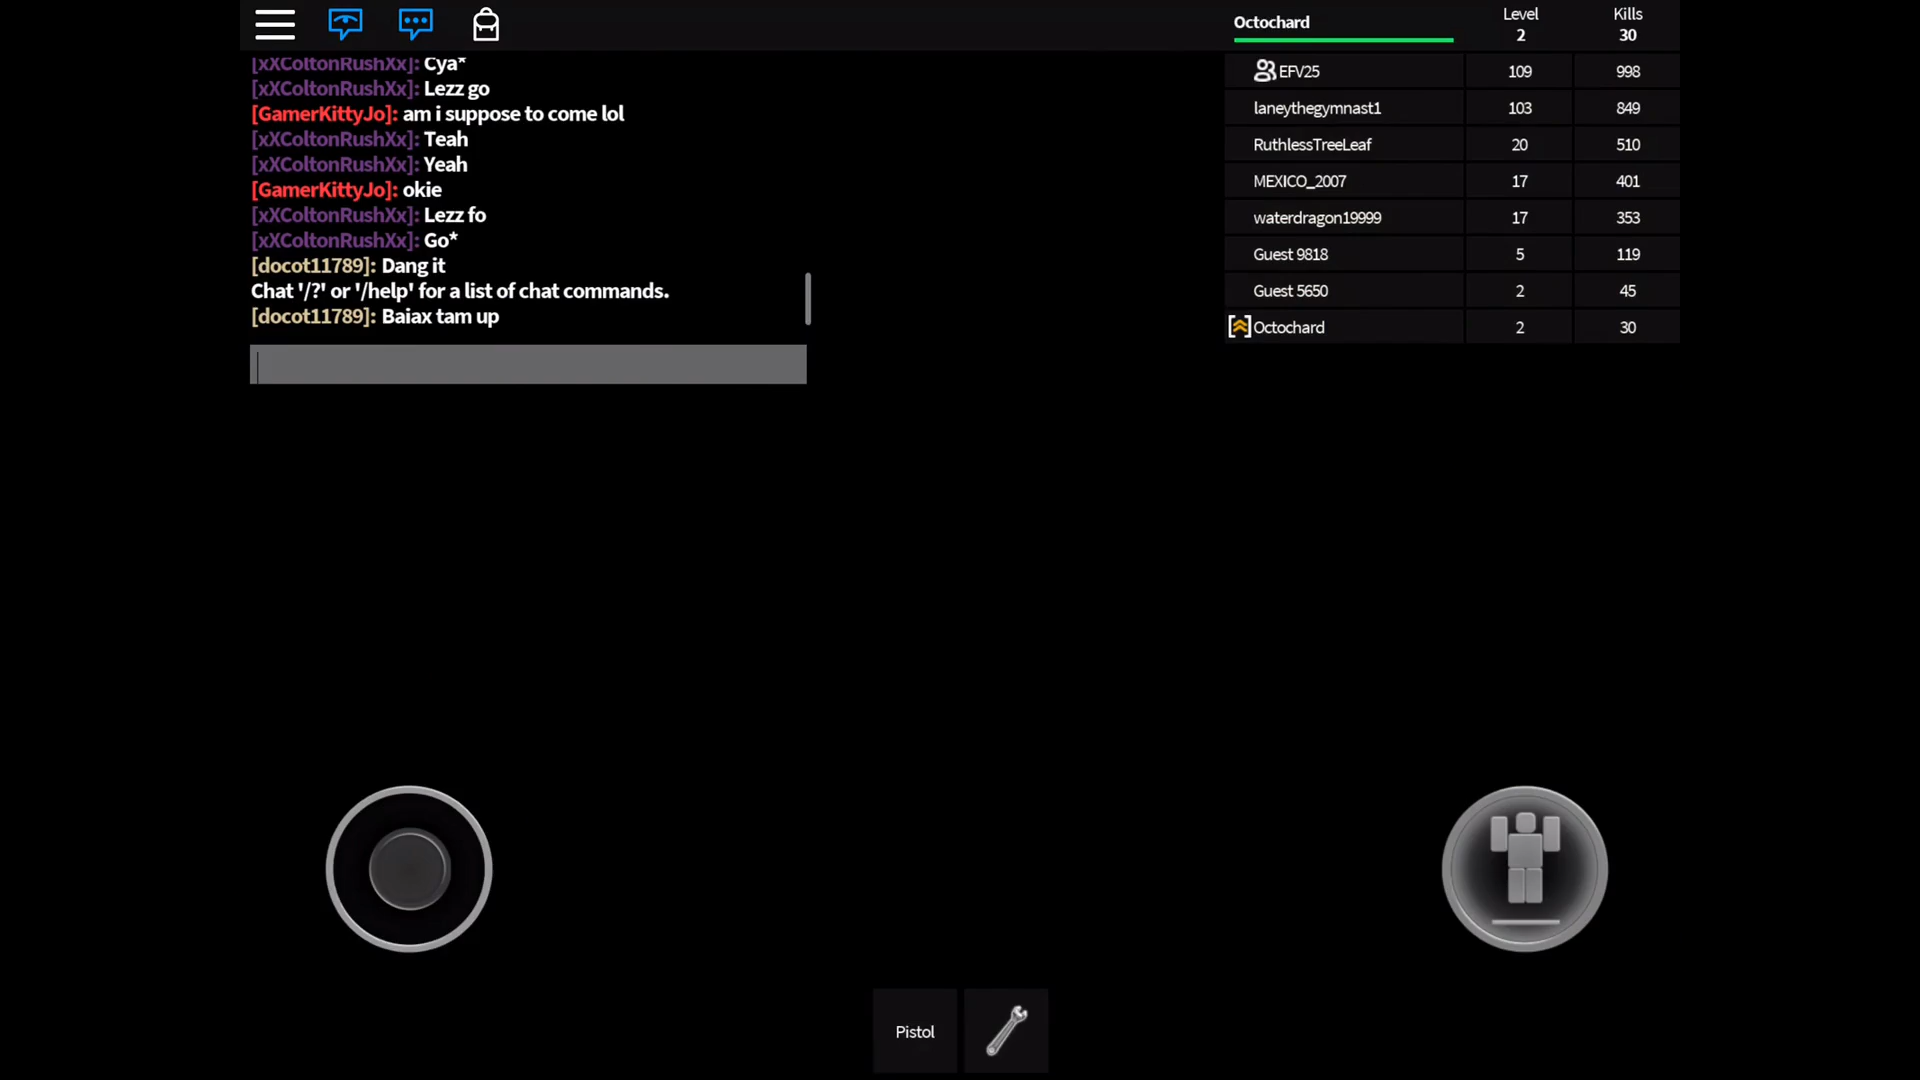 Octochard Level Kills
2 30
[xXColtonRushXx]: Cya*
[xXColtonRushXx]: Lezz go
[GamerKittyJo]: am i suppose to come lol
[xXColtonRushXx]: Teah
[xXColtonRushXx]: Yeah
[GamerKittyJo]: okie
[xXColtonRushXx]: Lezz fo
[xXColtonRushXx]: Go*
[docot11789]: Dang it
Chat '/?' or '/help' for a list of chat commands.
[docot11789]: Baiax tam up
EFV25 109 998
laneythegymnast1 103 849
RuthlessTreeLeaf 20 510
MEXICO_2007 17 401
waterdragon19999 17 353
Guest 9818 5 119
Guest 5650 2 45
Octochard 2 30
Pistol